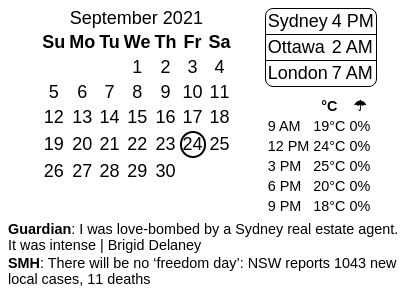 September 2021
Su Mo Tu We Th Fr Sa
1 2 3 4
5 6 7 8 9 10 11
12 13 14 15 16 17 18
19 20 21 22 23 24 25
26 27 28 29 30
Sydney 4 PM
Ottawa 2 AM
London 7 AM
°C ☂
9 AM 19°C 0%
12 PM 24°C 0%
3 PM 25°C 0%
6 PM 20°C 0%
9 PM 18°C 0%
Guardian: I was love-bombed by a Sydney real estate agent.
It was intense | Brigid Delaney
SMH: There will be no ‘freedom day’: NSW reports 1043 new
local cases, 11 deaths